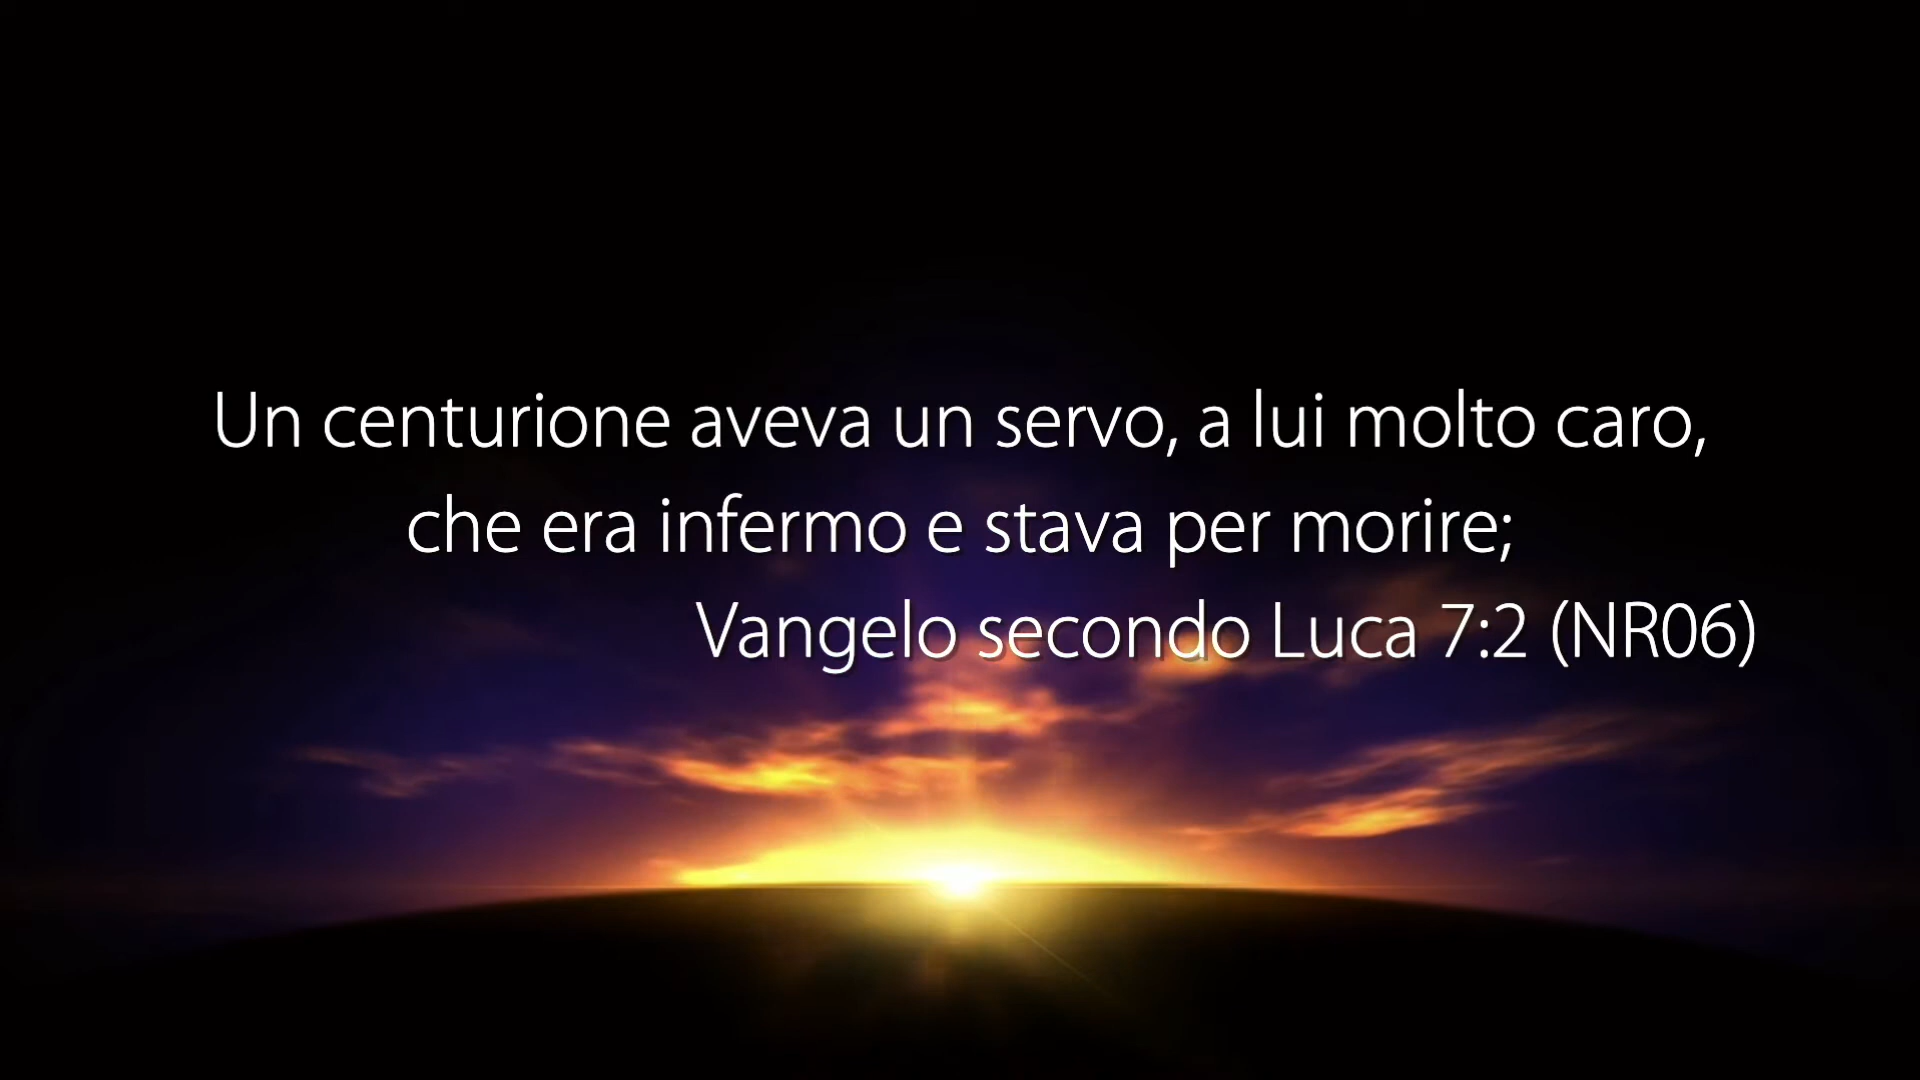 Un centurione aveva un servo, a lui molto caro,
che era infermo e stava per morire;
Vangelo secondo Luca 7:2 (NR06)